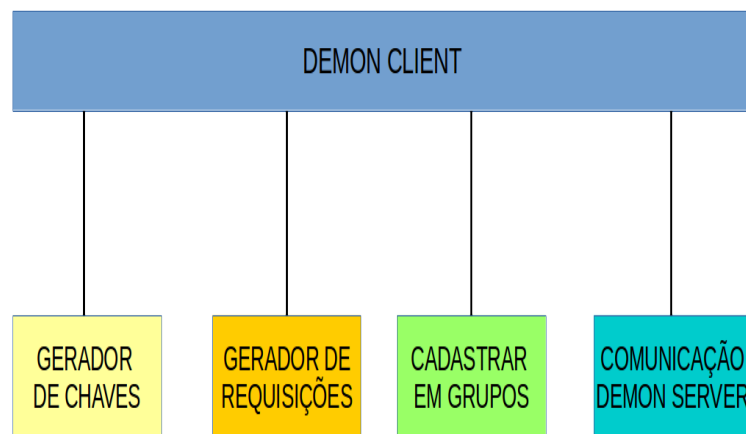 DEMON CLIENT
GERADOR
DE CHAVES
GERADOR DE
REQUISIÇÕES
CADASTRAR
EM GRUPOS
COMUNICAÇÃO
DEMON SERVER